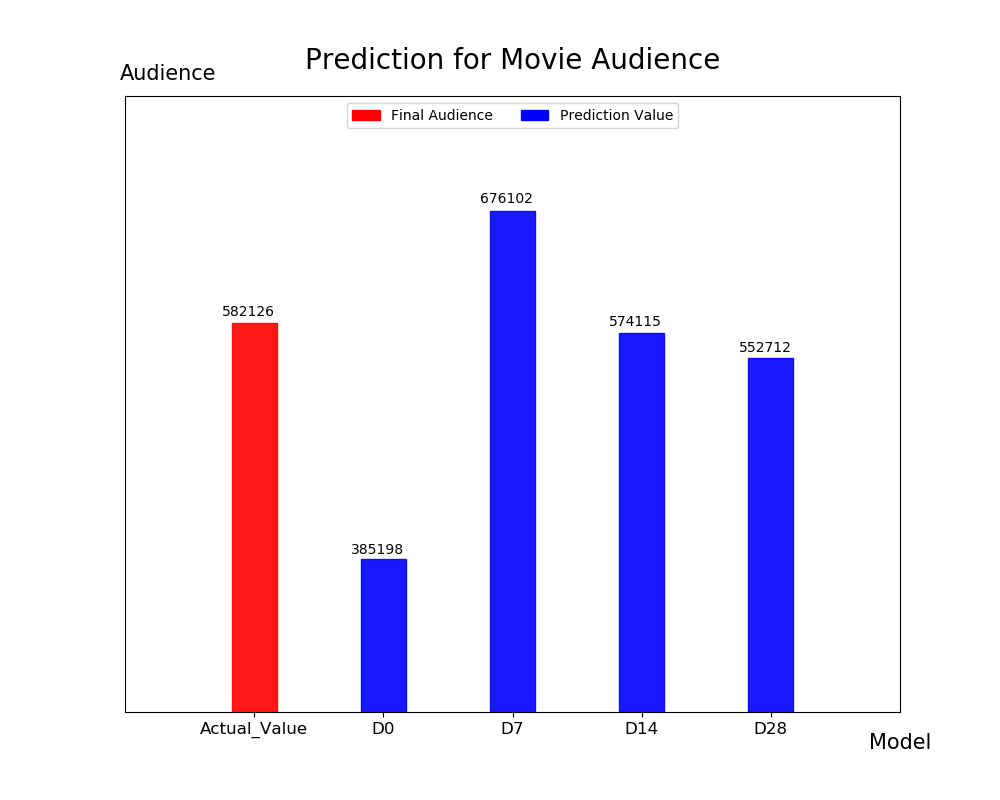 Prediction for Movie Audience
Audience
Final Audience
Prediction Value
676102
582126
574115
552712
385198
Actual_Value
D0
D7
D14
D28
Model